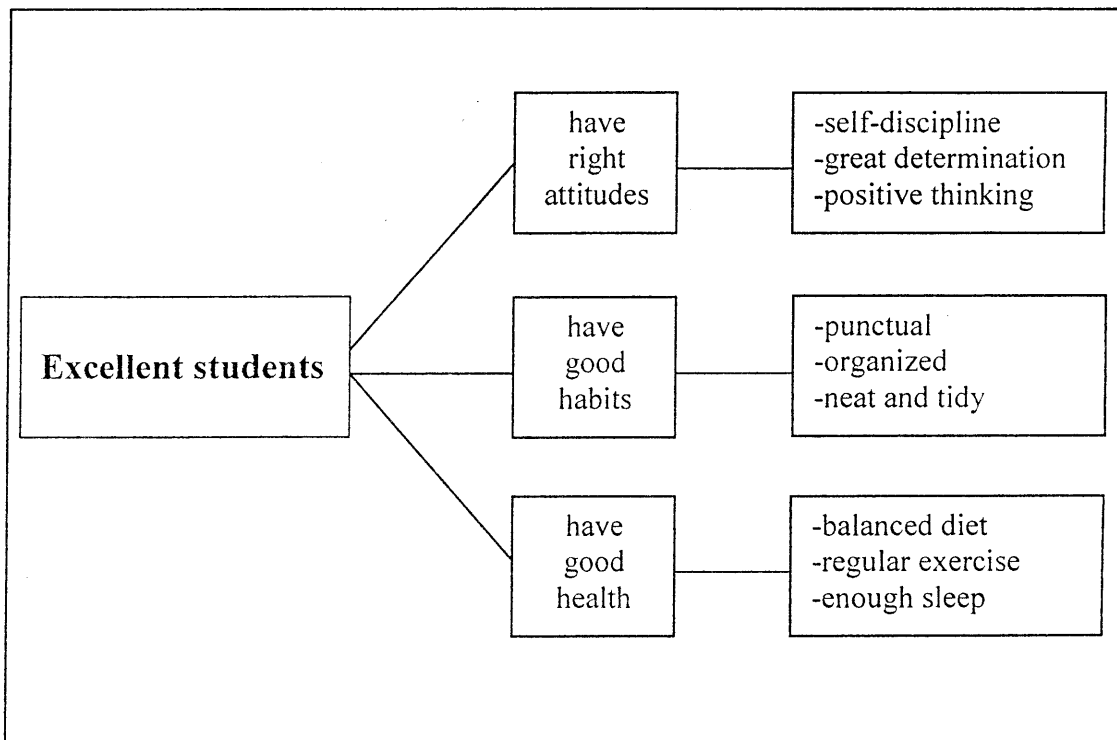 Excellent students
have
right
attitudes
-self-discipline
-great determination
-positive thinking
have
good
habits
-punctual
-organized
-neat and tidy
have
good
health
-balanced diet
-regular exercise
-enough sleep